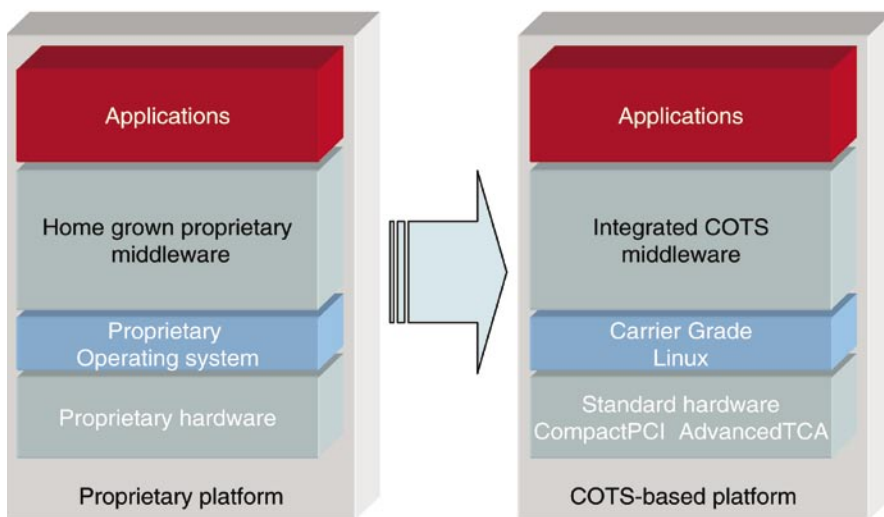 Applications
Home grown proprietary
middleware
Proprietary
Operating system
Proprietary hardware
Proprietary platform
Applications
Integrated COTS
middleware
Carrier Grade
Linux
Standard hardware
CompactPCI AdvancedTCA
COTS-based platform